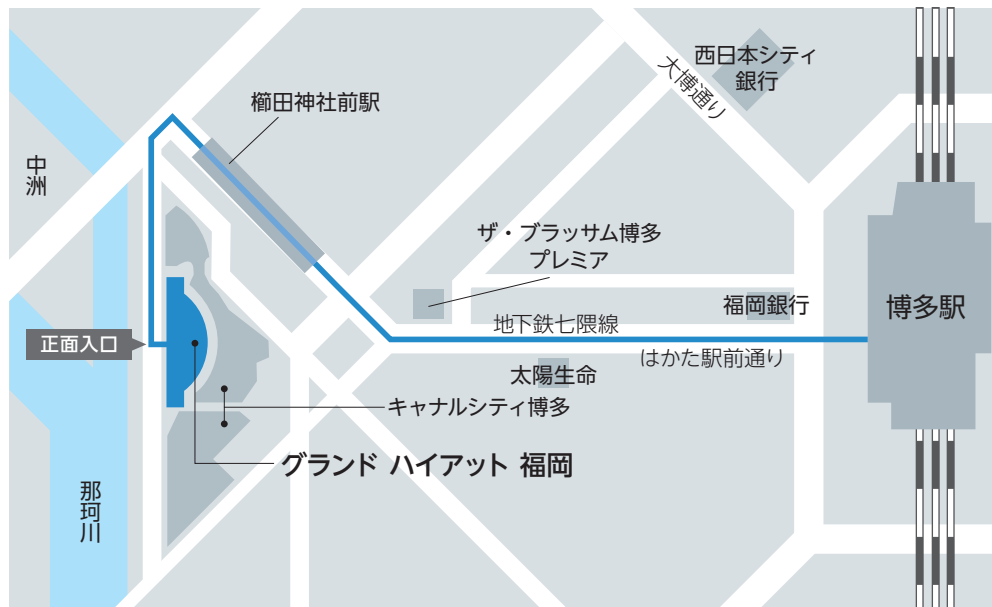 西日本シティ
銀行
大博通り
櫛田神社前駅
中洲
ザ・ブラッサム博多
プレミア
福岡銀行
博多駅
地下鉄七隈線
はかた駅前通り
正面入口
太陽生命
キャナルシティ博多
グランド ハイアット 福岡
那珂川